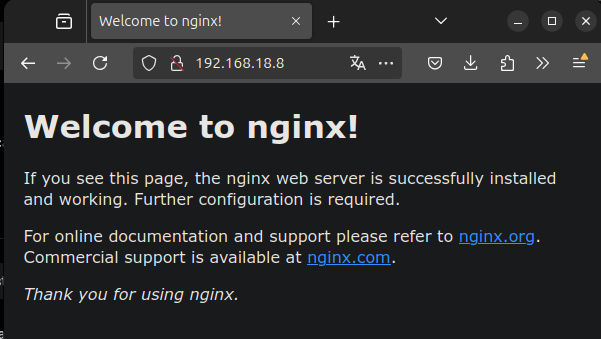 Welcome to nginx!
192.168.18.8
Welcome to nginx!
If you see this page, the nginx web server is successfully installed
and working. Further configuration is required.
For online documentation and support please refer to nginx.org.
Commercial support is available at nginx.com.
Thank you for using nginx.